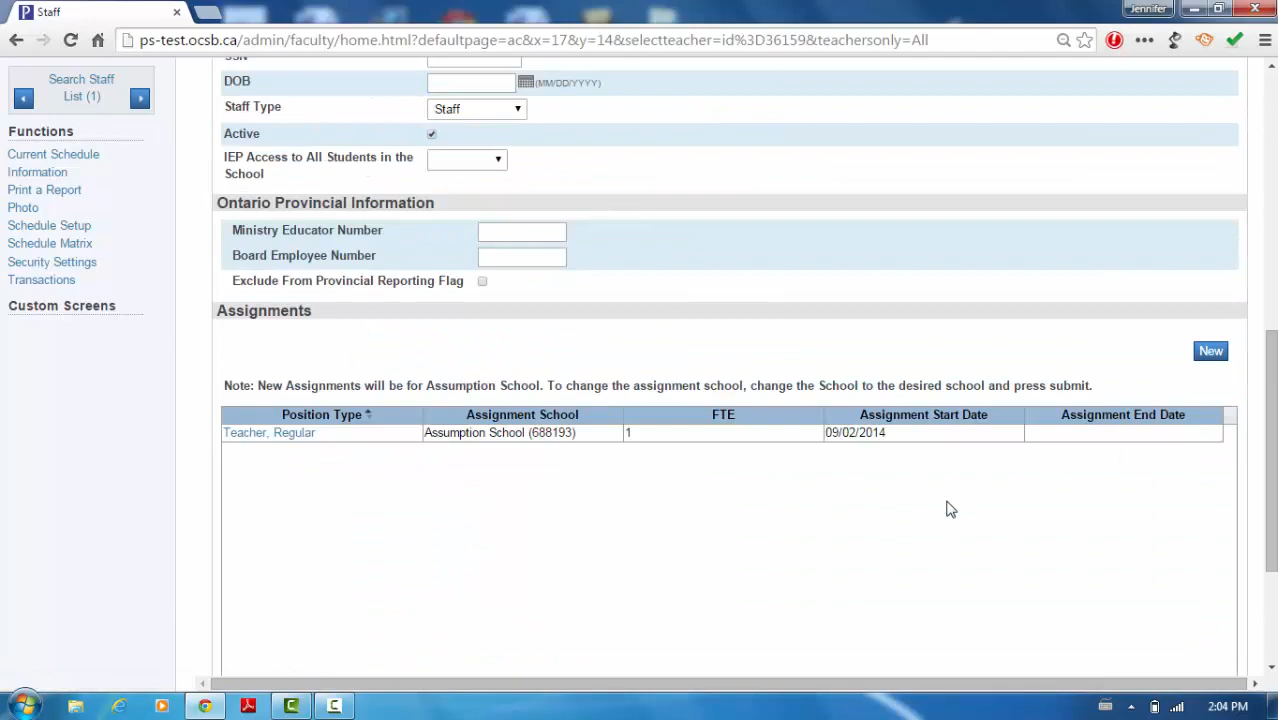 Staff
Jennifer
ps-test.ocsb.ca/admin/faculty/home.html?defaultpage=ac&x=17&y=14&selectteacher=id%3D36159&teachersonly=All
Search Staff
List (1)
Functions
Current Schedule
Information
Print a Report
Photo
Schedule Setup
Schedule Matrix
Security Settings
Transactions
Custom Screens
SSN
DOB (MM/DD/YYYY)
Staff Type Staff
Active
IEP Access to All Students in the
School
Ontario Provincial Information
Ministry Educator Number
Board Employee Number
Exclude From Provincial Reporting Flag
Assignments
New
Note: New Assignments will be for Assumption School. To change the assignment school, change the School to the desired school and press submit.
Position Type Assignment School FTE Assignment Start Date Assignment End Date
Teacher, Regular Assumption School (688193) 1 09/02/2014
2:04 PM